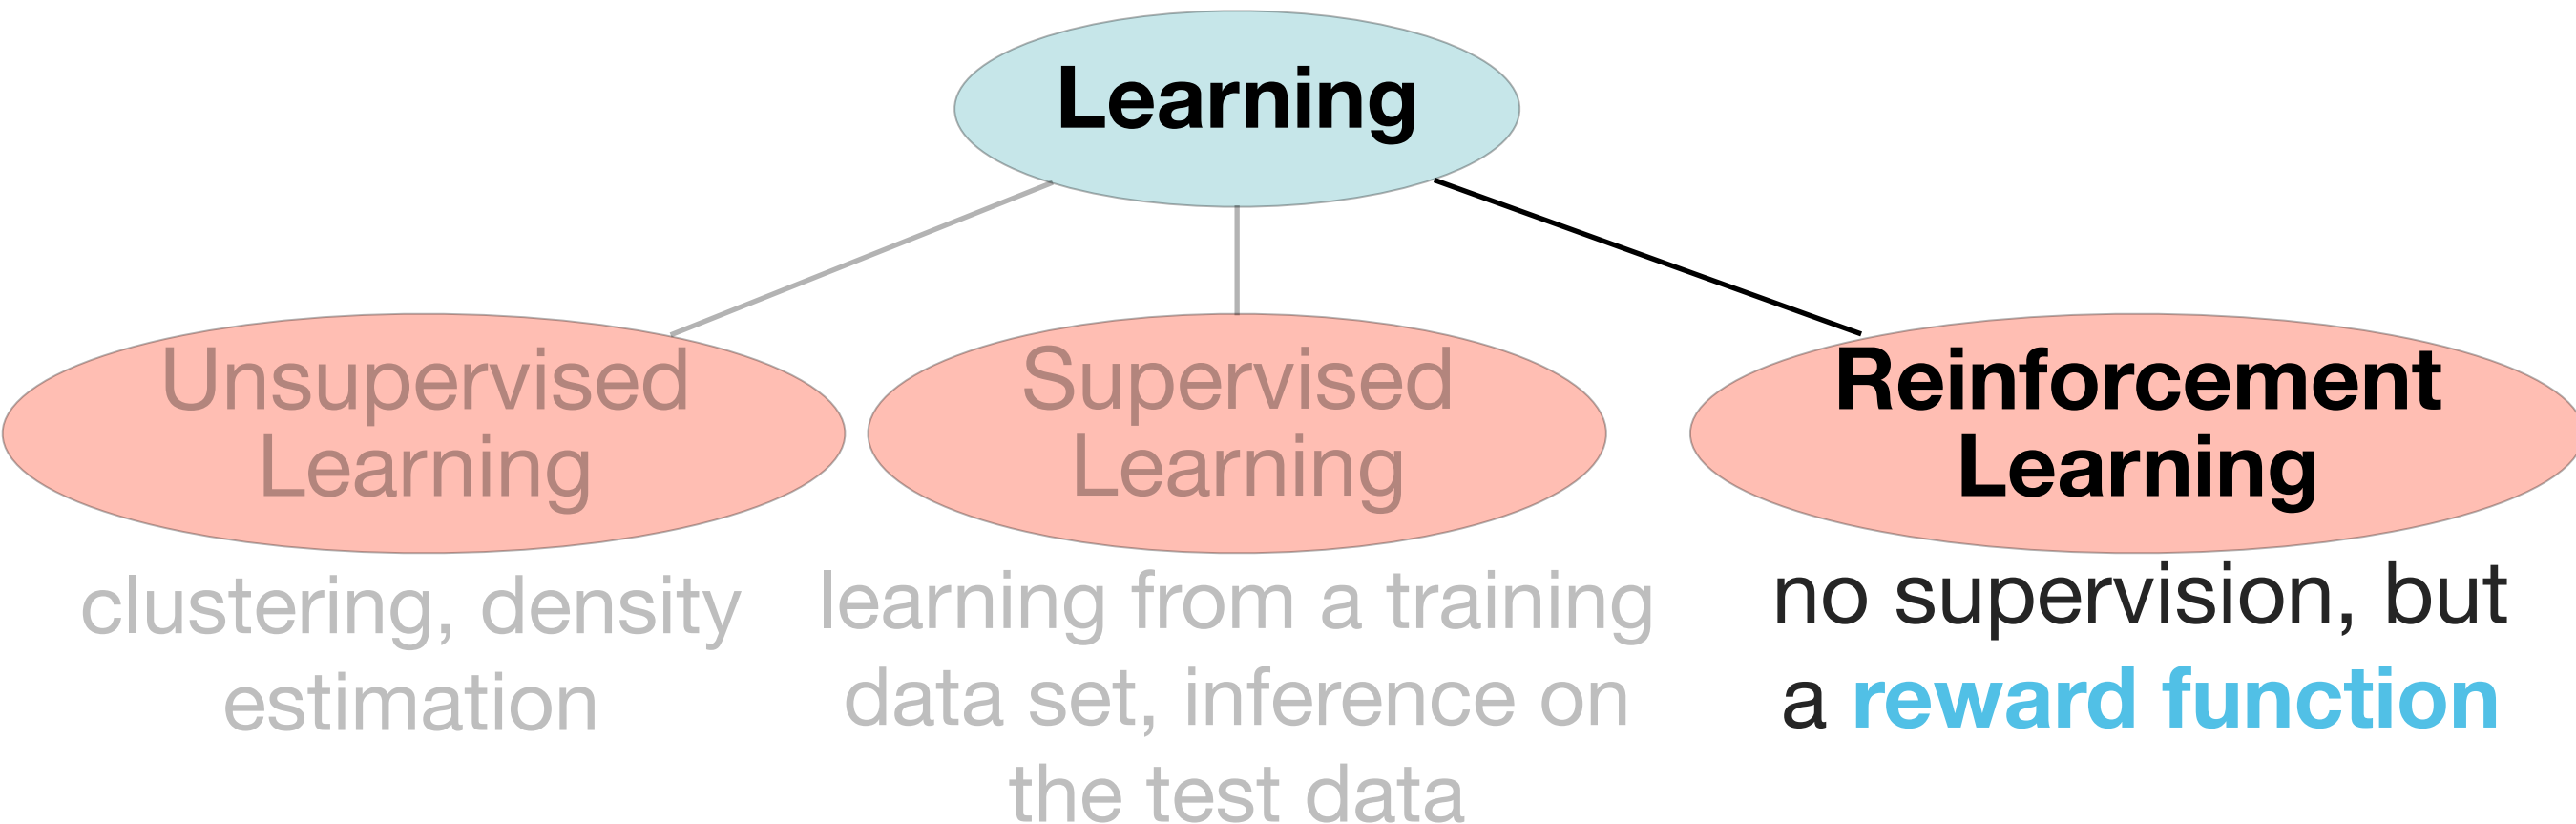 Learning
Unsupervised
Learning
clustering, density
estimation
Supervised
Learning
learning from a training
data set, inference on
the test data
Reinforcement
Learning
no supervision, but
a reward function